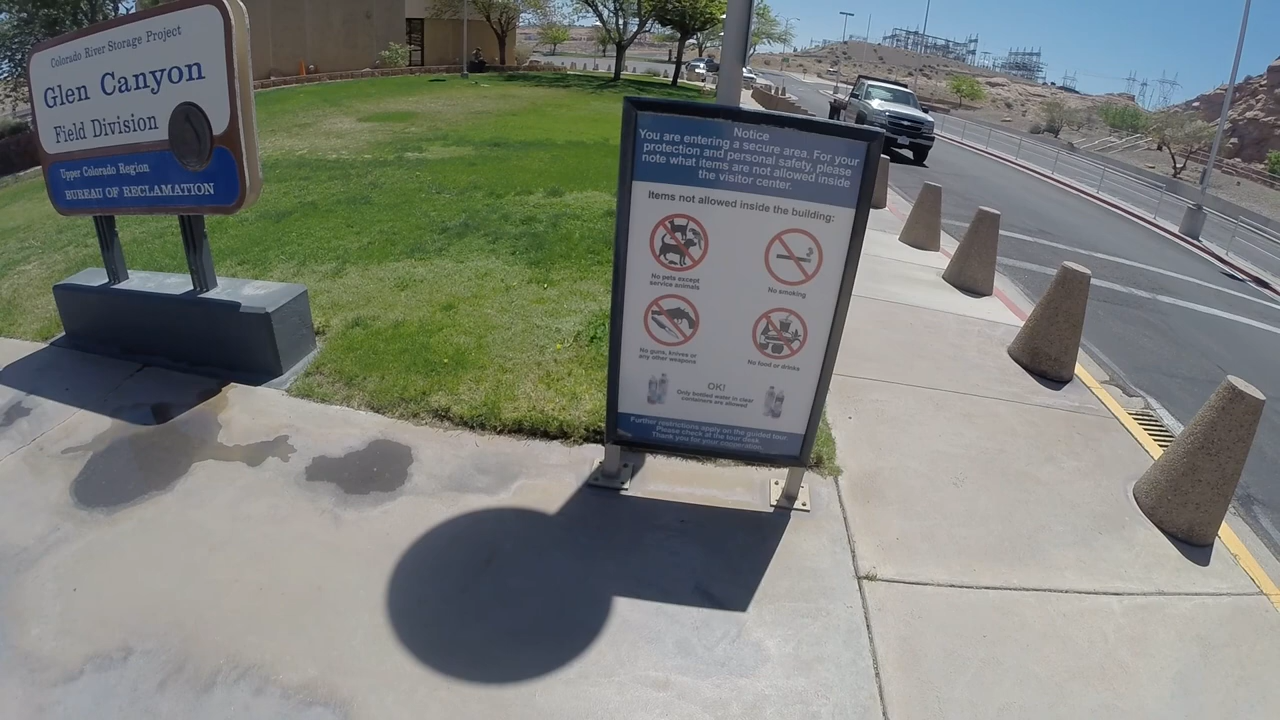 Colorado River Storage Project
Glen Canyon
Field Division
Upper Colorado Region
BUREAU OF RECLAMATION
Notice
You are entering a secure area. For your
protection and personal safety, please
note what items are not allowed inside
the visitor center.
Items not allowed inside the building:
No pets except
service animals
No smoking
No guns, knives or
any other weapons
No food or drinks
OK!
Only bottled water in clear
containers are allowed
Further restrictions apply on the guided tour.
Please check at the tour desk.
Thank you for your cooperation.